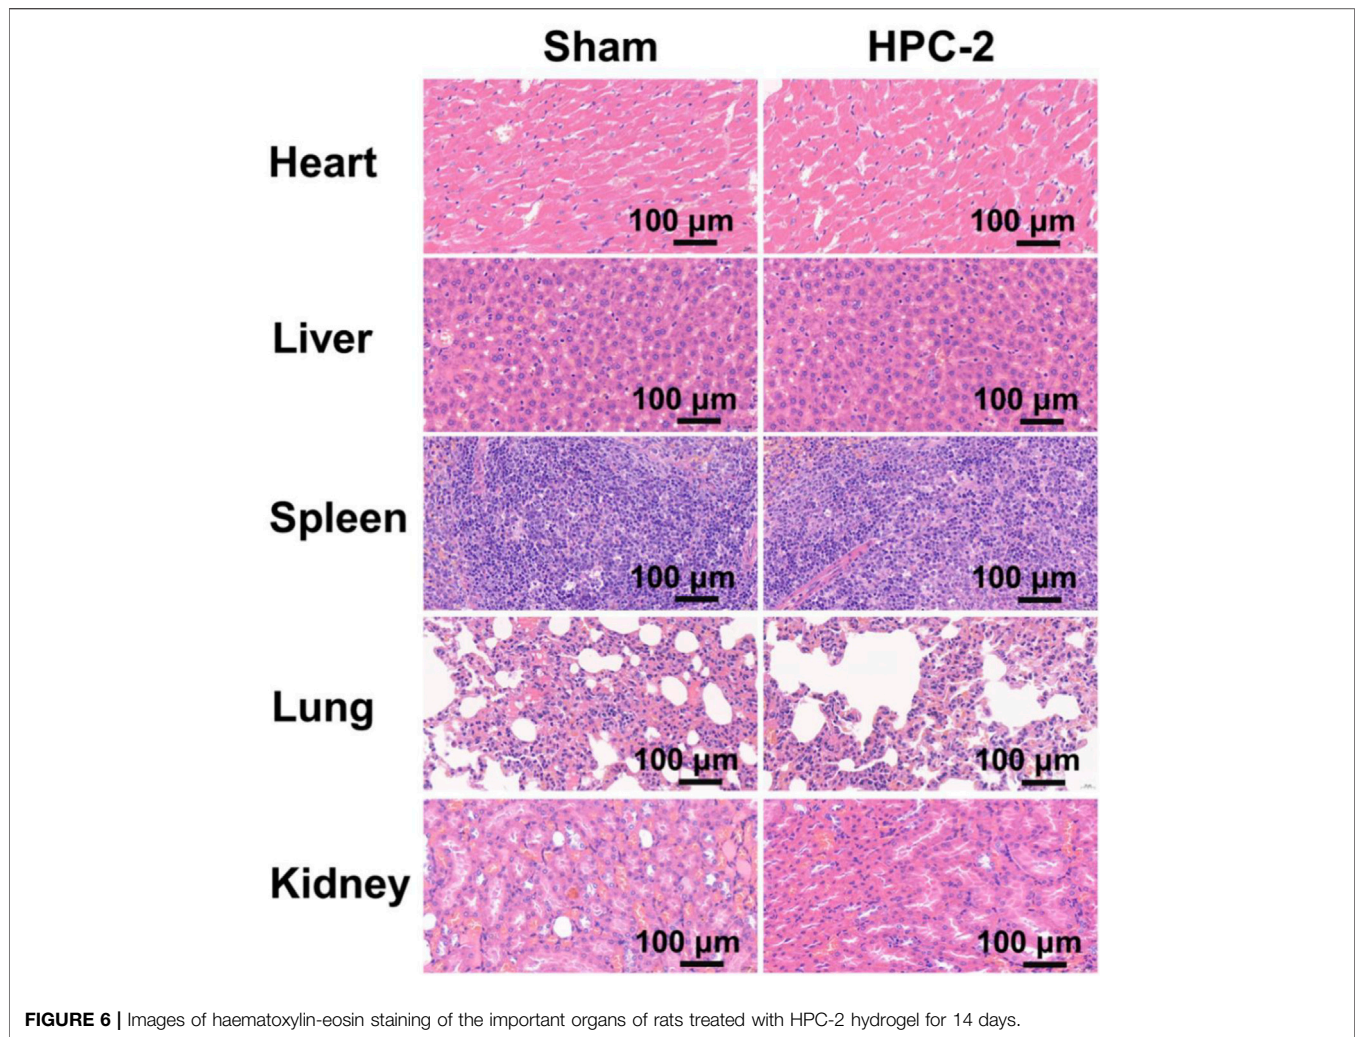 Sham HPC-2
Heart 100 µm 100 µm
Liver 100 µm 100 µm
Spleen 100 µm 100 µm
Lung 100 µm 100 µm
Kidney 100 µm 100 µm
FIGURE 6 | Images of haematoxylin-eosin staining of the important organs of rats treated with HPC-2 hydrogel for 14 days.